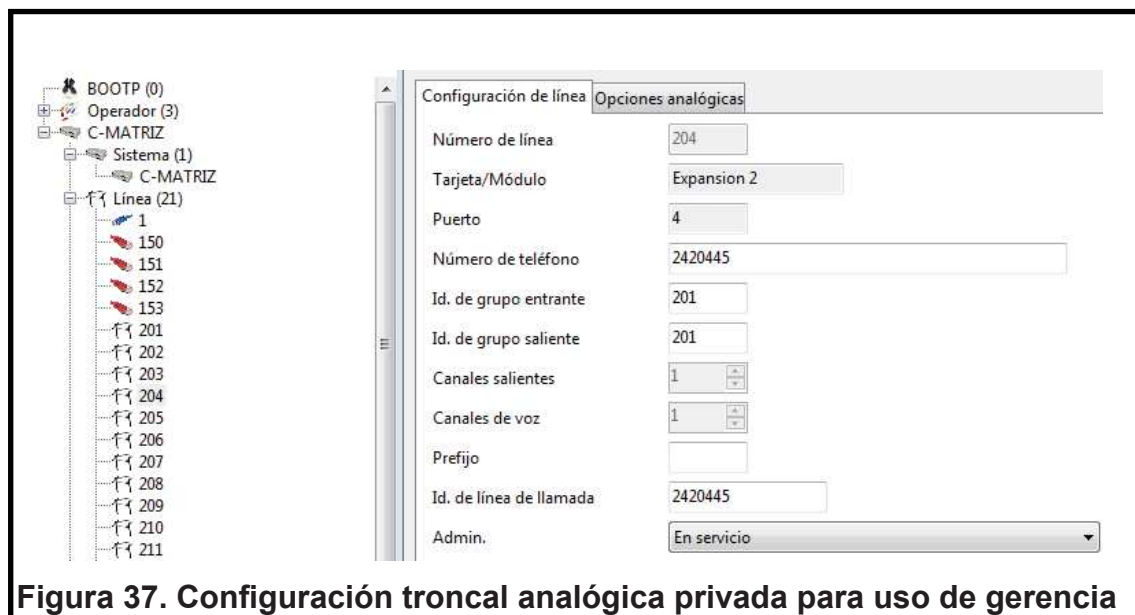 BOOTP (0)
Operador (3)
C-MATRIZ
Sistema (1)
C-MATRIZ
Línea (21)
1
150
151
152
153
201
202
203
204
205
206
207
208
209
210
211
Configuración de línea Opciones analógicas
Número de línea 204
Tarjeta/Módulo Expansion 2
Puerto 4
Número de teléfono 2420445
Id. de grupo entrante 201
Id. de grupo saliente 201
Canales salientes 1
Canales de voz 1
Prefijo
Id. de línea de llamada 2420445
Admin. En servicio
Figura 37. Configuración troncal analógica privada para uso de gerencia